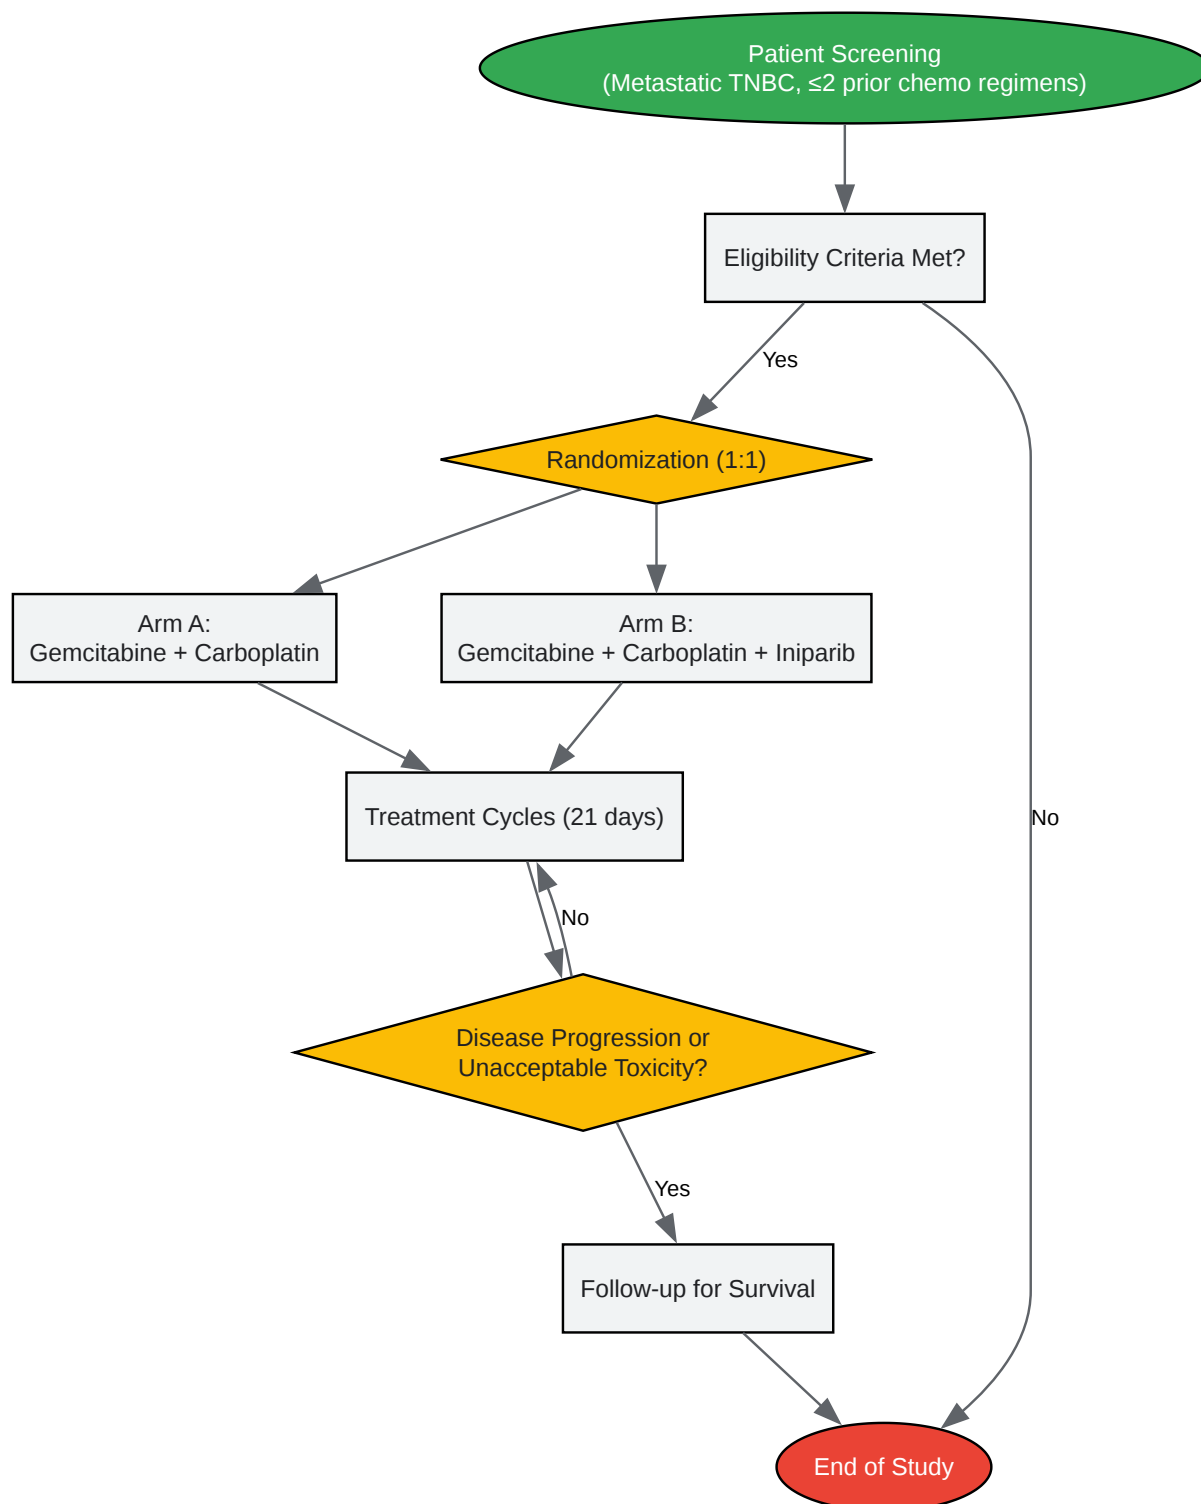 Patient Screening
(Metastatic TNBC, ≤2 prior chemo regimens)
Eligibility Criteria Met?
Yes
Randomization (1:1)
Arm A:
Gemcitabine + Carboplatin
Arm B:
Gemcitabine + Carboplatin + Iniparib
Treatment Cycles (21 days)
No
No
Disease Progression or
Unacceptable Toxicity?
Yes
Follow-up for Survival
End of Study